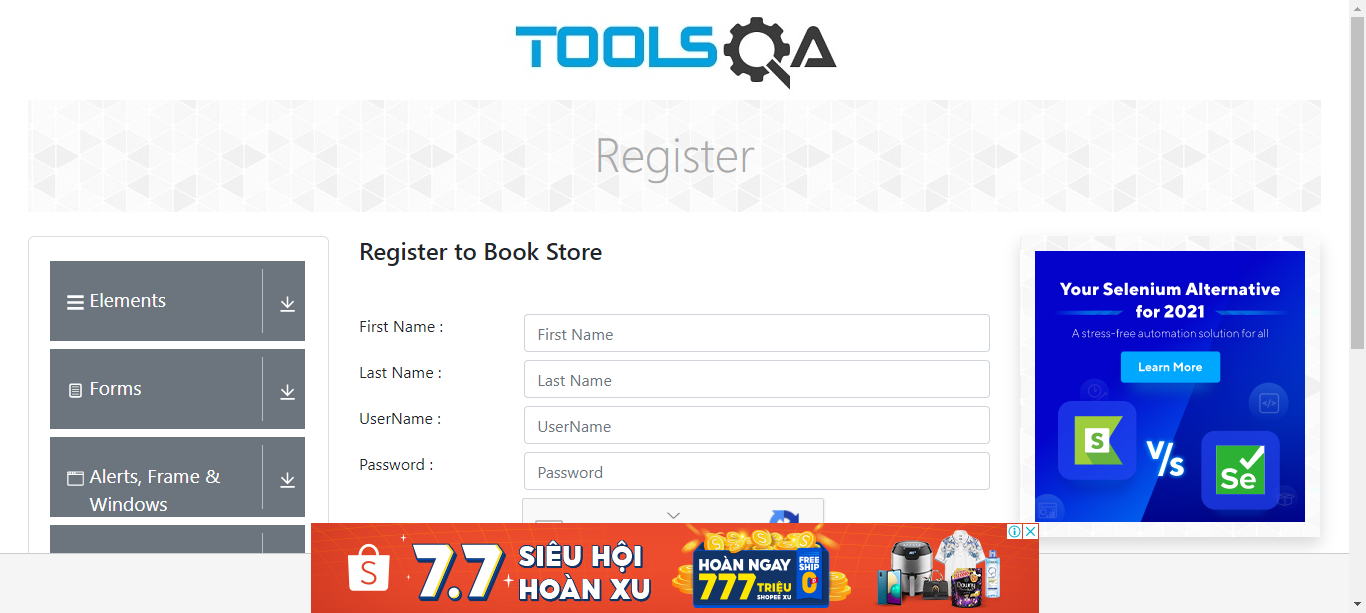 TOOLSQA
Register
Elements
Forms
Alerts, Frame &
Windows
Register to Book Store
First Name :
First Name
Last Name :
Last Name
UserName :
UserName
Password :
Password
Your Selenium Alternative
for 2021
A stress-free automation solution for all
Learn More
S
V/s
Se
S
7.7
SIÊU HỘI
HOÀN XU
HOÀN NGAY
777 TRIỆU
SHOPEE XU
FREE
SHIP
0Đ
Downy